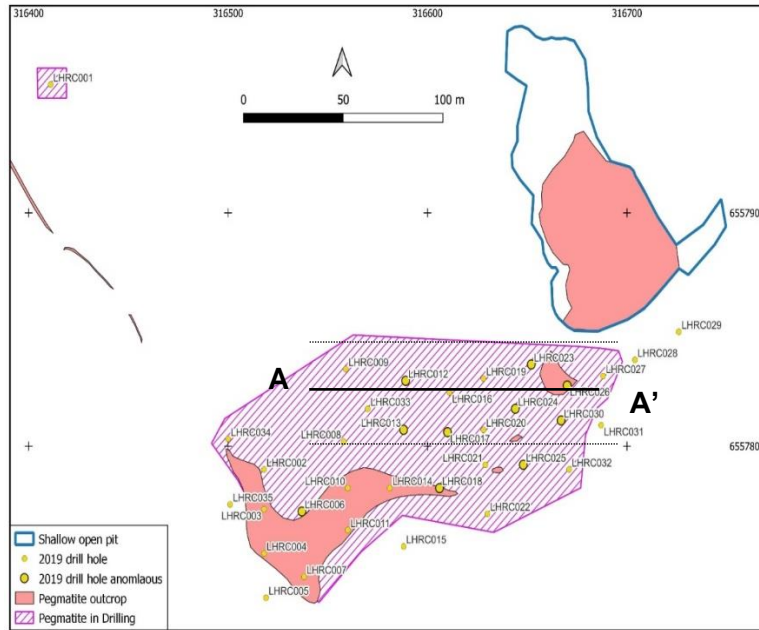 316400 316500 316600 316700
LHRC001
0 50 100 m
655790
LHRC029
LHRC028
LHRC023
LHRC009 LHRC019 LHRC027
LHRC012
A LHRC026
LHRC016 A'
LHRC033 LHRC024
LHRC030
LHRC013 LHRC020 LHRC031
LHRC034 LHRC008 LHRC017 655780
LHRC002 LHRC021 LHRC025 LHRC032
LHRC010 LHRC014 LHRC018
LHRC035
LHRC003 LHRC006 LHRC022
LHRC011
Shallow open pit
LHRC004 LHRC015
2019 drill hole
2019 drill hole anomlaous
LHRC007
Pegmatite outcrop
LHRC005
Pegmatite in Drilling